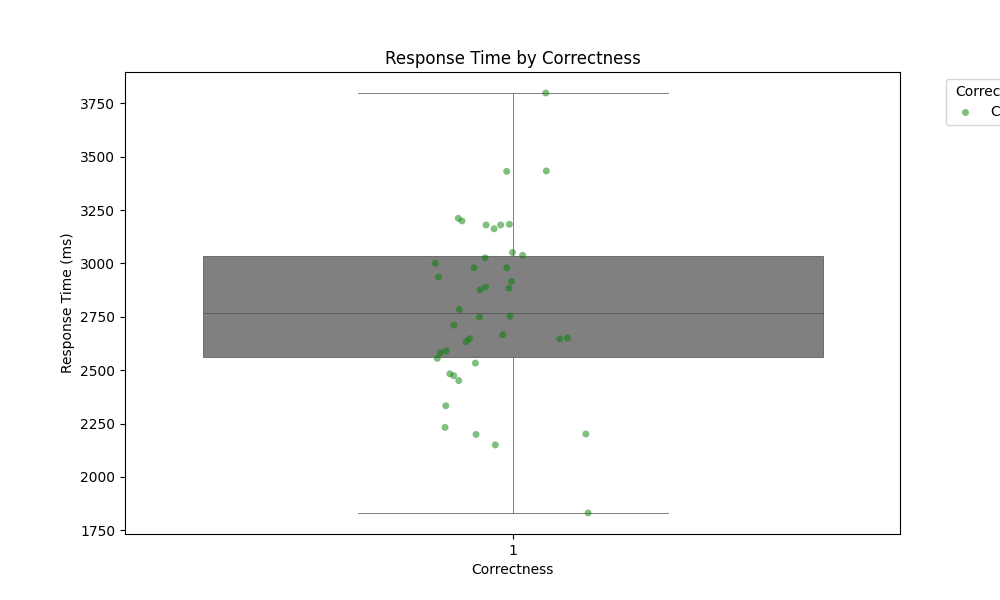 Response Time by Correctness
Correc
C
3750
3500
3250
3000
2750
2500
2250
2000
1750
Response Time (ms)
1
Correctness